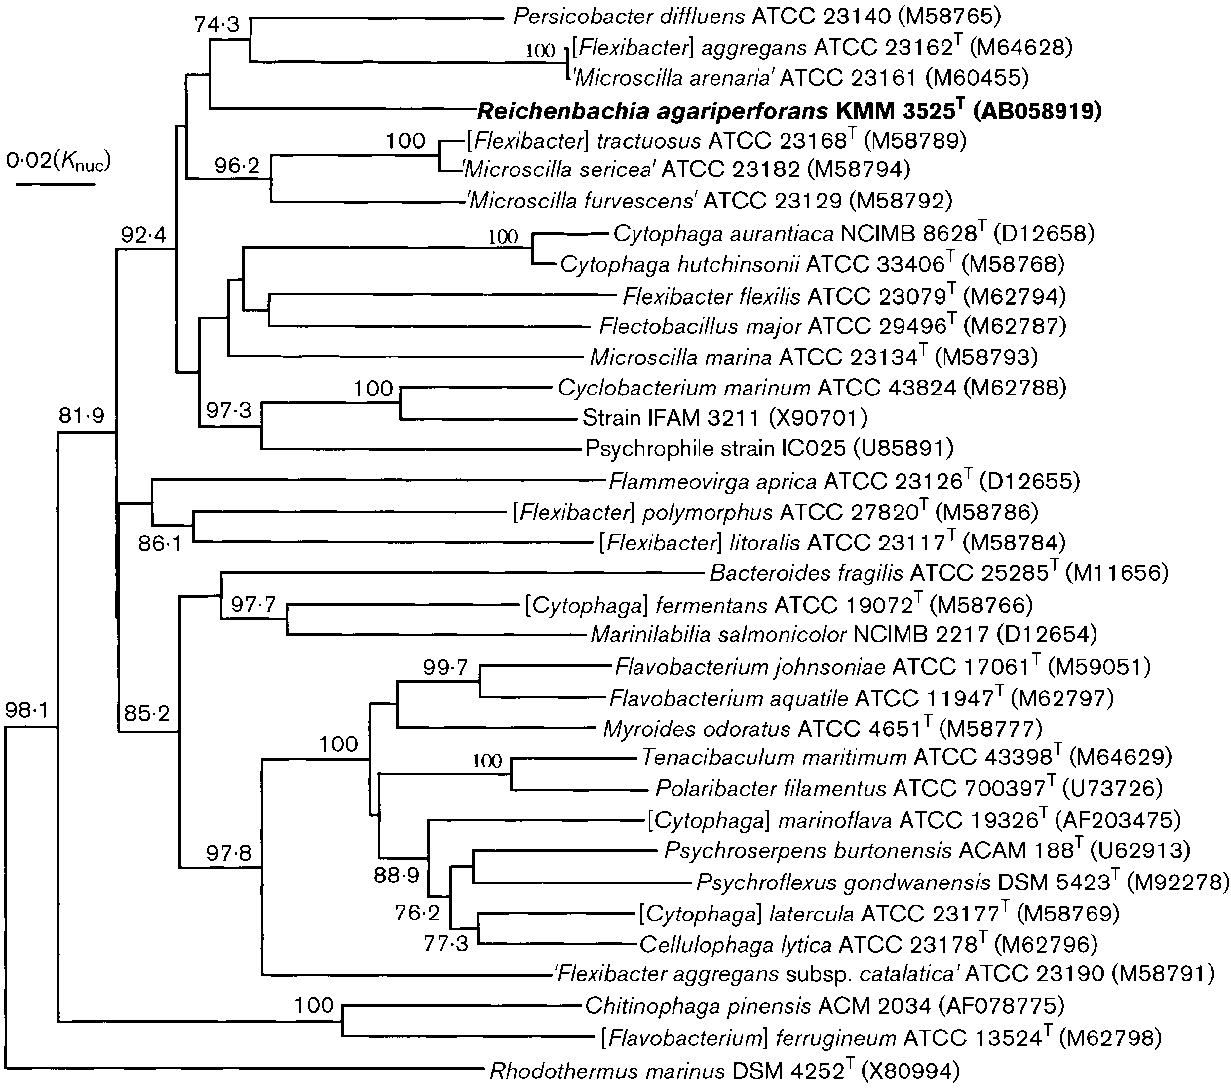 74·3
Persicobacter diffluens ATCC 23140 (M58765)
100 [Flexibacter] aggregans ATCC 23162ᵀ (M64628)
'Microscilla arenaria' ATCC 23161 (M60455)
Reichenbachia agariperforans KMM 3525ᵀ (AB058919)
0·02(Knuc)
100 [Flexibacter] tractuosus ATCC 23168ᵀ (M58789)
96·2 'Microscilla sericea' ATCC 23182 (M58794)
'Microscilla furvescens' ATCC 23129 (M58792)
92·4 100 Cytophaga aurantiaca NCIMB 8628ᵀ (D12658)
Cytophaga hutchinsonii ATCC 33406ᵀ (M58768)
Flexibacter flexilis ATCC 23079ᵀ (M62794)
Flectobacillus major ATCC 29496ᵀ (M62787)
Microscilla marina ATCC 23134ᵀ (M58793)
100 Cyclobacterium marinum ATCC 43824 (M62788)
81·9 97·3 Strain IFAM 3211 (X90701)
Psychrophile strain IC025 (U85891)
Flammeovirga aprica ATCC 23126ᵀ (D12655)
[Flexibacter] polymorphus ATCC 27820ᵀ (M58786)
86·1 [Flexibacter] litoralis ATCC 23117ᵀ (M58784)
Bacteroides fragilis ATCC 25285ᵀ (M11656)
97·7 [Cytophaga] fermentans ATCC 19072ᵀ (M58766)
Marinilabilia salmonicolor NCIMB 2217 (D12654)
99·7 Flavobacterium johnsoniae ATCC 17061ᵀ (M59051)
Flavobacterium aquatile ATCC 11947ᵀ (M62797)
98·1 85·2 Myroides odoratus ATCC 4651ᵀ (M58777)
100
100 Tenacibaculum maritimum ATCC 43398ᵀ (M64629)
Polaribacter filamentus ATCC 700397ᵀ (U73726)
[Cytophaga] marinoflava ATCC 19326ᵀ (AF203475)
97·8 Psychroserpens burtonensis ACAM 188ᵀ (U62913)
88·9 Psychroflexus gondwanensis DSM 5423ᵀ (M92278)
76·2 [Cytophaga] latercula ATCC 23177ᵀ (M58769)
77·3 Cellulophaga lytica ATCC 23178ᵀ (M62796)
'Flexibacter aggregans subsp. catalatica' ATCC 23190 (M58791)
100 Chitinophaga pinensis ACM 2034 (AF078775)
[Flavobacterium] ferrugineum ATCC 13524ᵀ (M62798)
Rhodothermus marinus DSM 4252ᵀ (X80994)